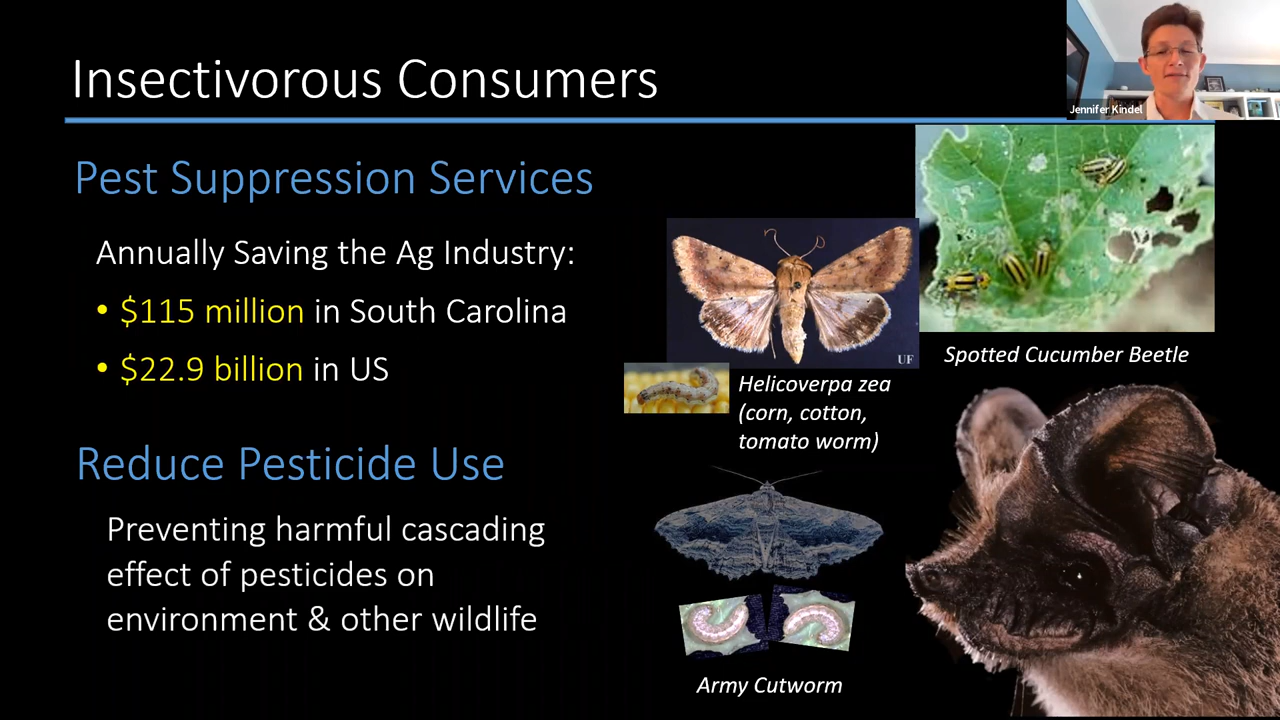 Insectivorous Consumers
Jennifer Kindel
Pest Suppression Services
Annually Saving the Ag Industry:
• $115 million in South Carolina
• $22.9 billion in US
Reduce Pesticide Use
Preventing harmful cascading
effect of pesticides on
environment & other wildlife
UF
Spotted Cucumber Beetle
Helicoverpa zea
(corn, cotton,
tomato worm)
Army Cutworm